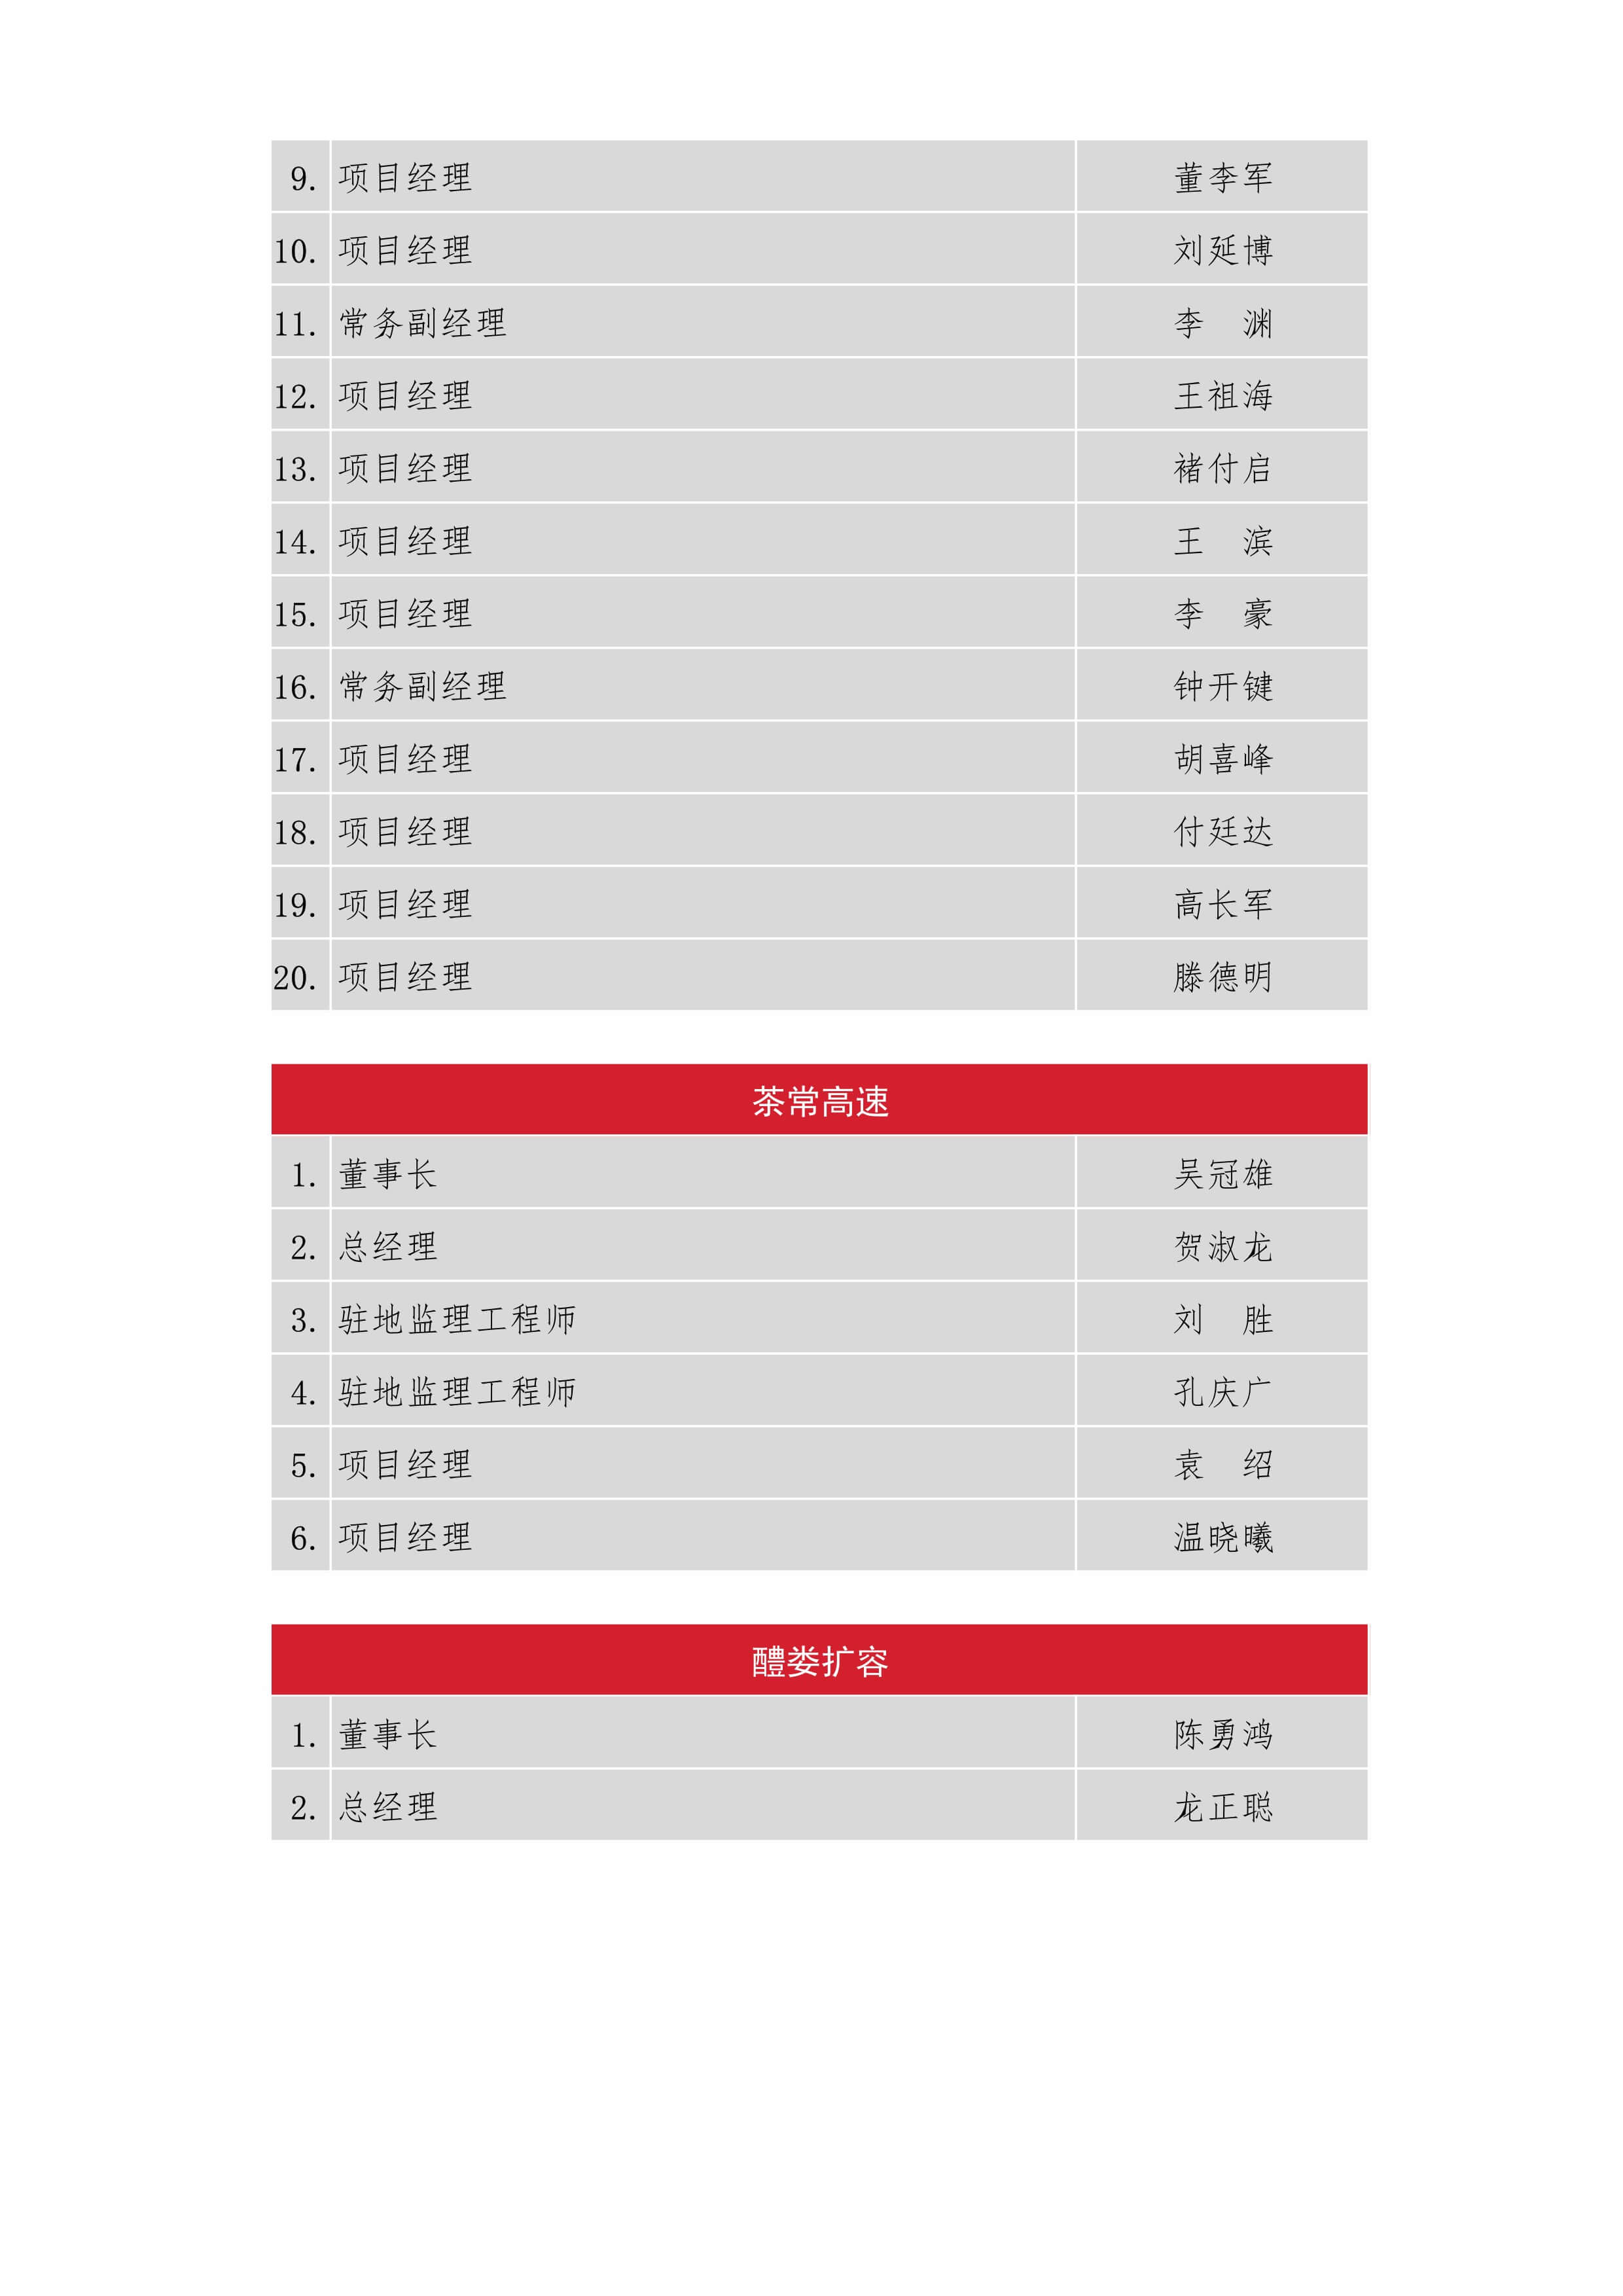 9. 项目经理 董李军
10. 项目经理 刘延博
11. 常务副经理 李　渊
12. 项目经理 王祖海
13. 项目经理 褚付启
14. 项目经理 王　滨
15. 项目经理 李　豪
16. 常务副经理 钟开键
17. 项目经理 胡喜峰
18. 项目经理 付廷达
19. 项目经理 高长军
20. 项目经理 滕德明
茶常高速
1. 董事长 吴冠雄
2. 总经理 贺淑龙
3. 驻地监理工程师 刘　胜
4. 驻地监理工程师 孔庆广
5. 项目经理 袁　绍
6. 项目经理 温晓曦
醴娄扩容
1. 董事长 陈勇鸿
2. 总经理 龙正聪